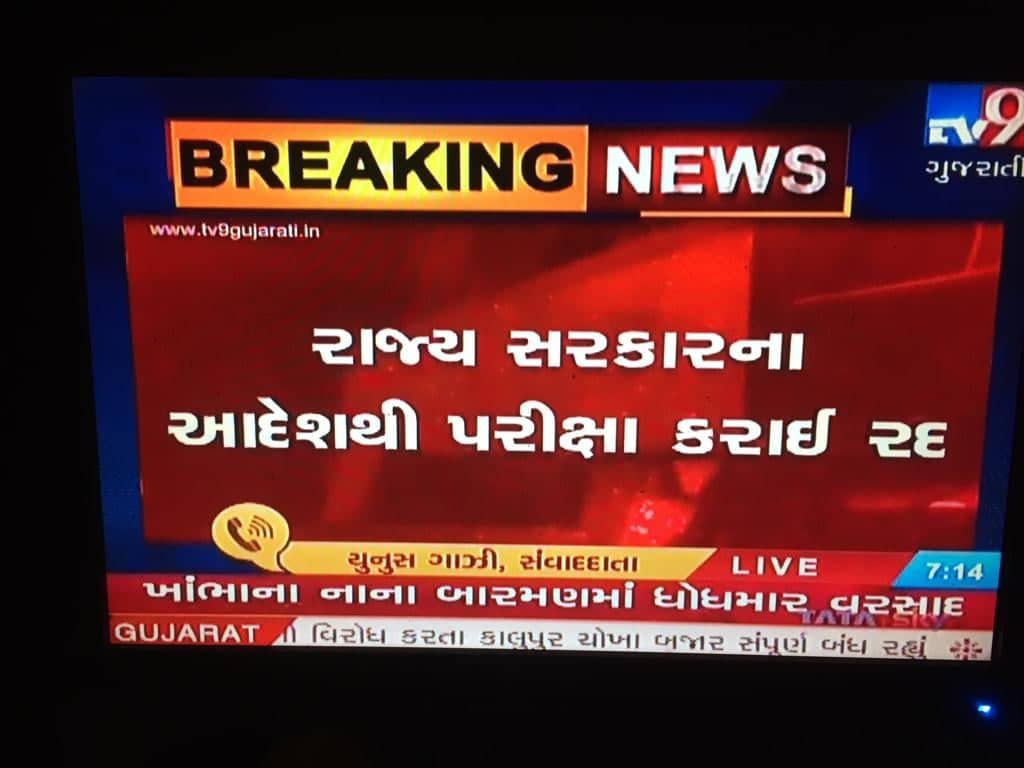 BREAKING NEWS
TV9
ગુજરાતી
www.tv9gujarati.in
રાજ્ય સરકારના
આદેશથી પરીક્ષા કરાઈ રદ
યુનુસ ગાઝી, સંવાદદાતા
LIVE
7:14
ખાંભાના નાના બારમણમાં ધોધમાર વરસાદ
TATA sky
GUJARAT
વિરોધ કરતા કાલુપુર ચોખા બજાર સંપૂર્ણ બંધ રહ્યું